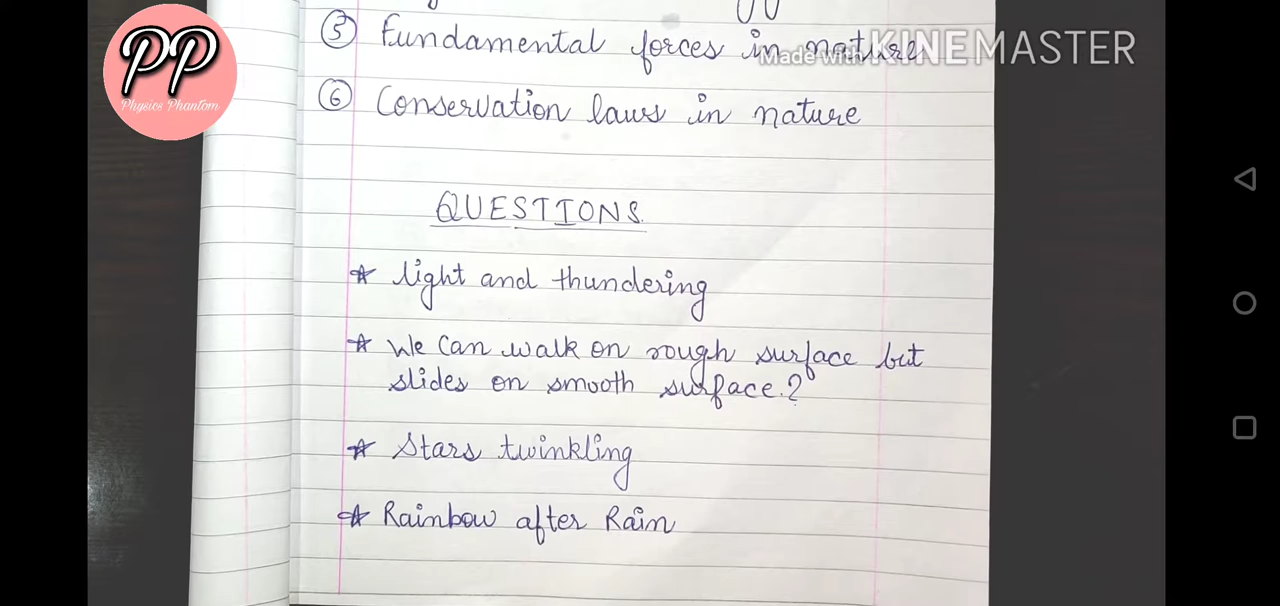 PP
Physics Phantom
Made with KINEMASTER
5 Fundamental forces in nature
6 Conservation laws in nature
QUESTIONS.
* light and thundering
* We can walk on rough surface but
slides on smooth surface.?
* Stars twinkling
* Rainbow after Rain